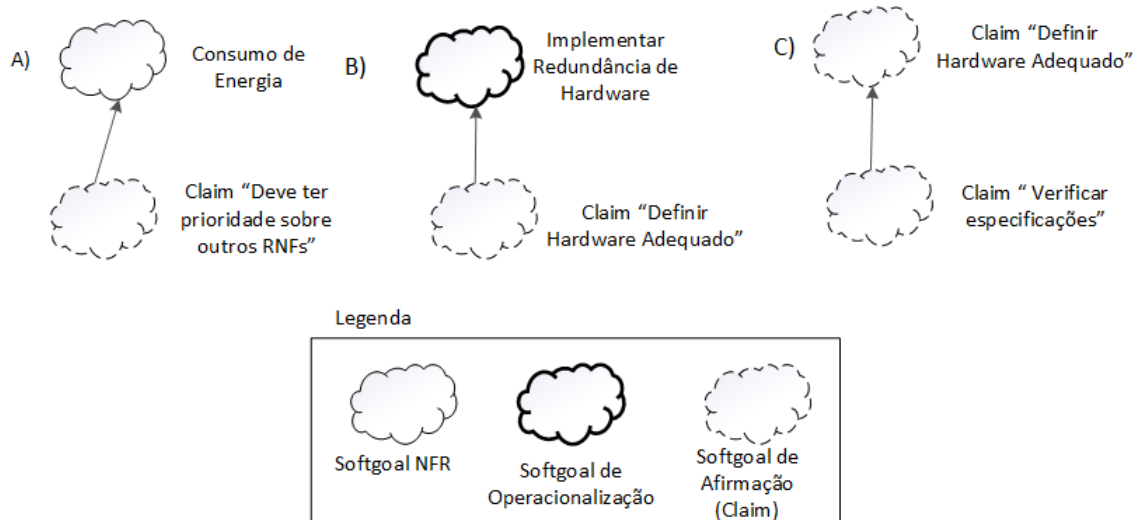 A)
Consumo de
Energia
Claim “Deve ter
prioridade sobre
outros RNFs”
B)
Implementar
Redundância de
Hardware
Claim “Definir
Hardware Adequado”
C)
Claim “Definir
Hardware Adequado”
Claim “ Verificar
especificações”
Legenda
Softgoal NFR
Softgoal de
Operacionalização
Softgoal de
Afirmação
(Claim)